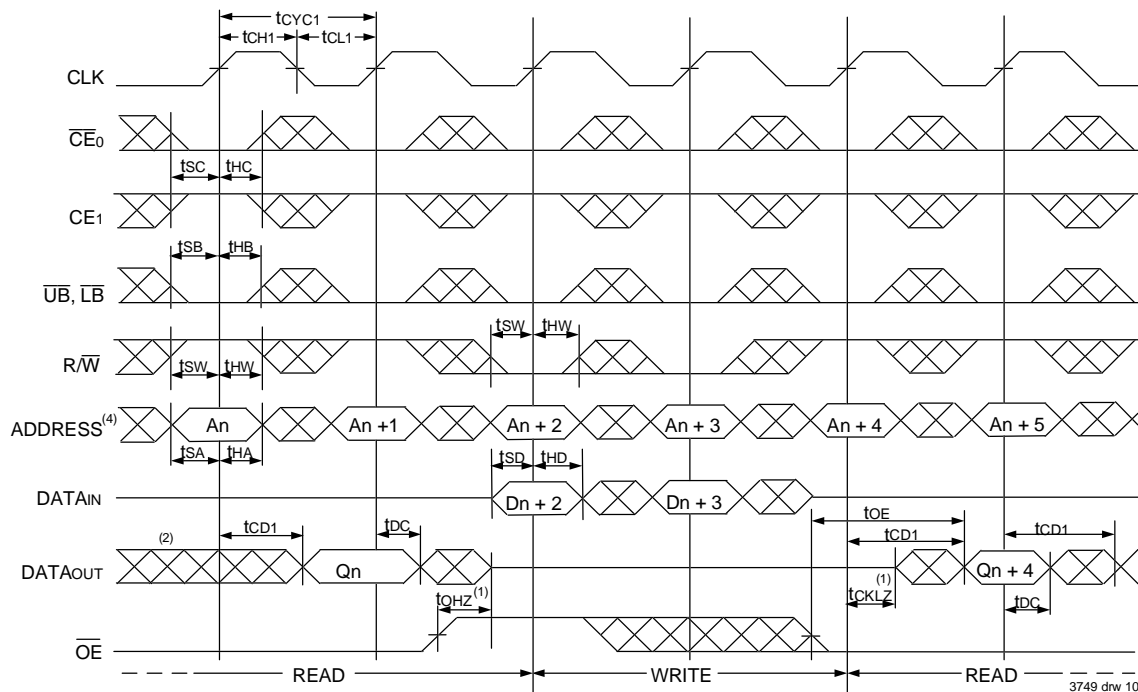 tCYC1
tCH1 tCL1
CLK
CE0
tSC tHC
CE1
tSB tHB
UB, LB
tSW tHW
R/W
tSW tHW
ADDRESS(4) An An +1 An + 2 An + 3 An + 4 An + 5
tSA tHA
tSD tHD
DATAIN Dn + 2 Dn + 3
tOE
(2) tCD1 tDC tCD1 tCD1
DATAOUT Qn Qn + 4
tOHZ(1) tCKLZ(1) tDC
OE
READ WRITE READ
3749 drw 10